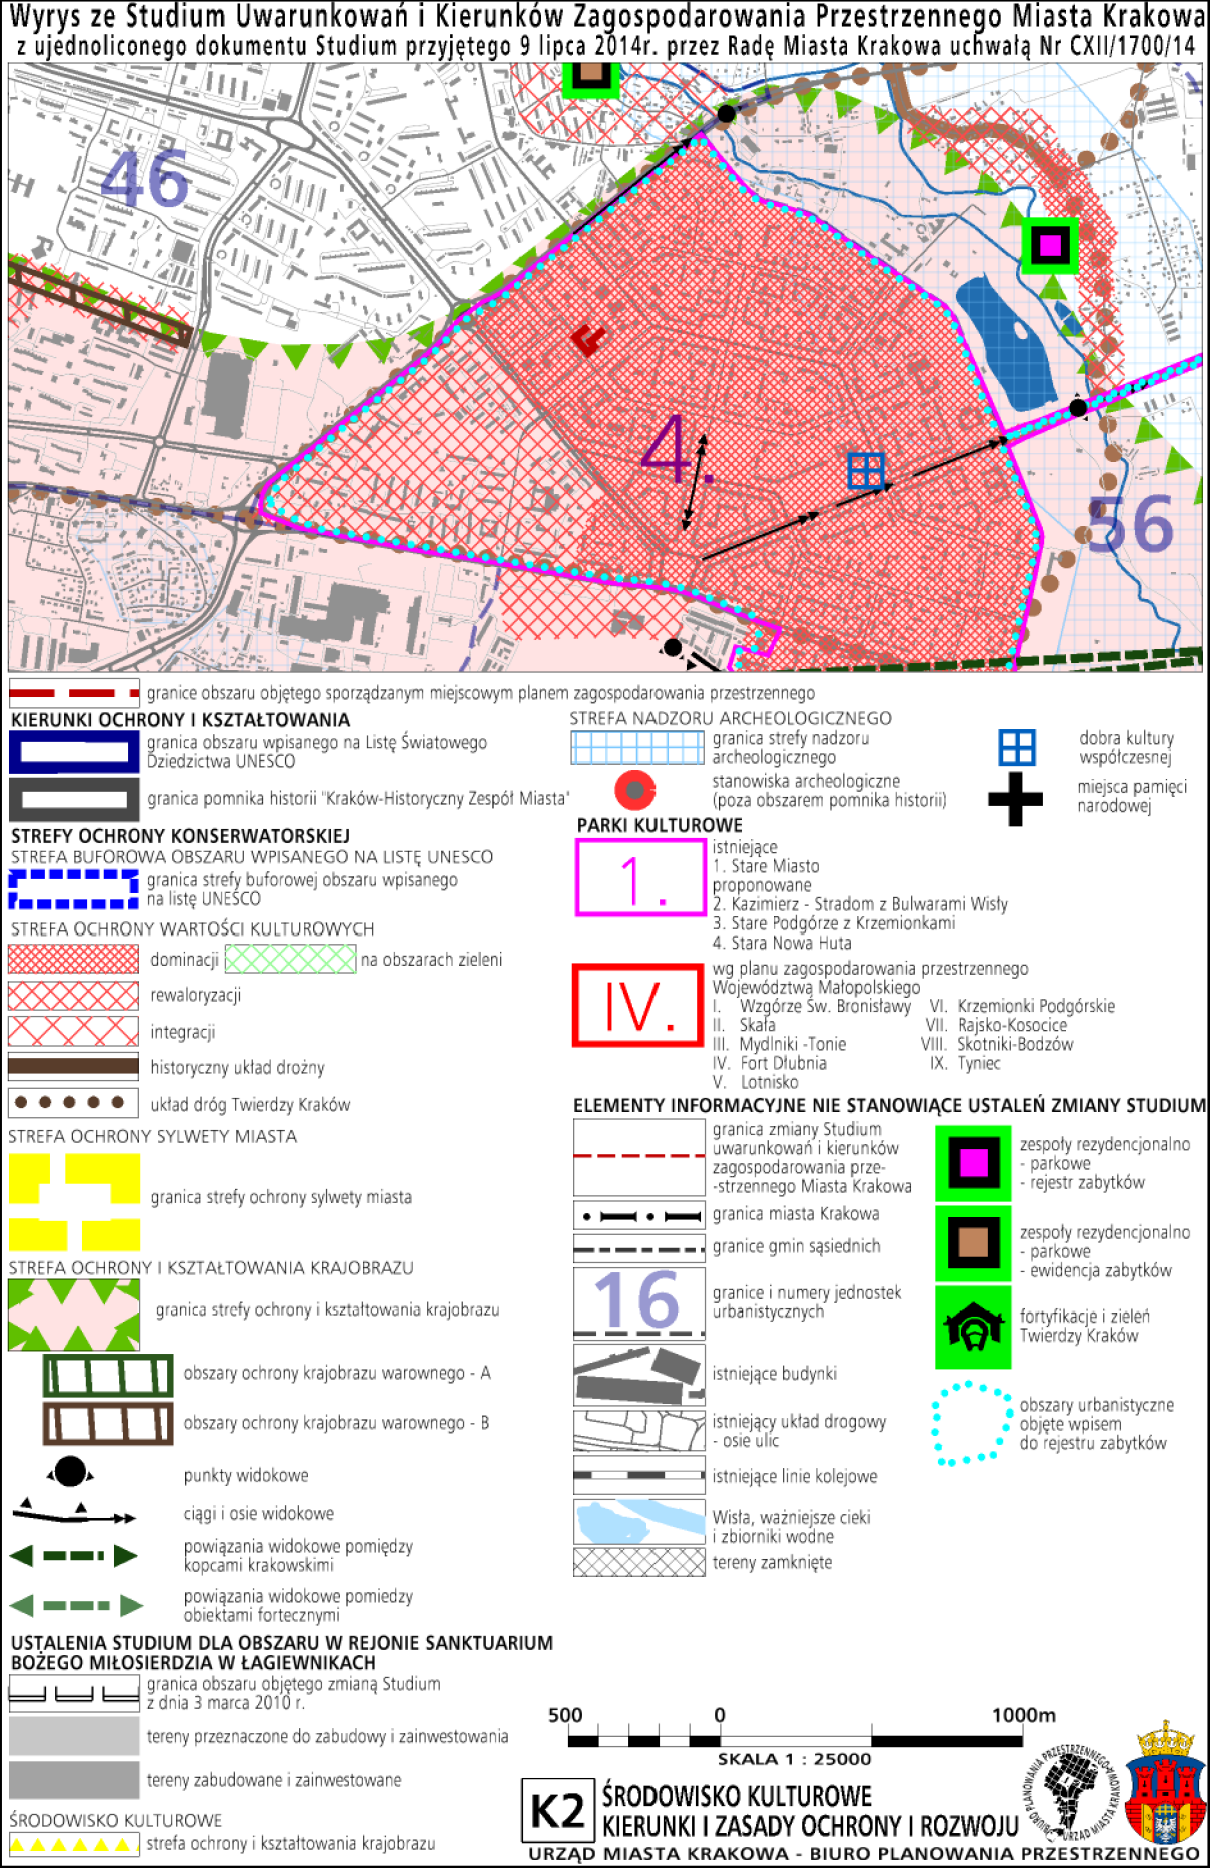 Wyrys ze Studium Uwarunkowań i Kierunków Zagospodarowania Przestrzennego Miasta Krakowa
z ujednoliconego dokumentu Studium przyjętego 9 lipca 2014r. przez Radę Miasta Krakowa uchwałą Nr CXII/1700/14
46
4.
56
granice obszaru objętego sporządzanym miejscowym planem zagospodarowania przestrzennego
KIERUNKI OCHRONY I KSZTAŁTOWANIA
granica obszaru wpisanego na Listę Światowego
Dziedzictwa UNESCO
granica pomnika historii "Kraków-Historyczny Zespół Miasta"
STREFY OCHRONY KONSERWATORSKIEJ
STREFA BUFOROWA OBSZARU WPISANEGO NA LISTĘ UNESCO
granica strefy buforowej obszaru wpisanego
na listę UNESCO
STREFA OCHRONY WARTOŚCI KULTUROWYCH
dominacji
na obszarach zieleni
rewaloryzacji
integracji
historyczny układ drożny
układ dróg Twierdzy Kraków
STREFA OCHRONY SYLWETY MIASTA
granica strefy ochrony sylwety miasta
STREFA OCHRONY I KSZTAŁTOWANIA KRAJOBRAZU
granica strefy ochrony i kształtowania krajobrazu
obszary ochrony krajobrazu warownego - A
obszary ochrony krajobrazu warownego - B
punkty widokowe
ciągi i osie widokowe
powiązania widokowe pomiędzy
kopcami krakowskimi
powiązania widokowe pomiedzy
obiektami fortecznymi
USTALENIA STUDIUM DLA OBSZARU W REJONIE SANKTUARIUM
BOŻEGO MIŁOSIERDZIA W ŁAGIEWNIKACH
granica obszaru objętego zmianą Studium
z dnia 3 marca 2010 r.
tereny przeznaczone do zabudowy i zainwestowania
tereny zabudowane i zainwestowane
ŚRODOWISKO KULTUROWE
strefa ochrony i kształtowania krajobrazu
STREFA NADZORU ARCHEOLOGICZNEGO
granica strefy nadzoru
archeologicznego
stanowiska archeologiczne
(poza obszarem pomnika historii)
dobra kultury
współczesnej
miejsca pamięci
narodowej
PARKI KULTUROWE
1.
istniejące
1. Stare Miasto
proponowane
2. Kazimierz - Stradom z Bulwarami Wisły
3. Stare Podgórze z Krzemionkami
4. Stara Nowa Huta
IV.
wg planu zagospodarowania przestrzennego
Województwa Małopolskiego
I. Wzgórze Św. Bronisławy VI. Krzemionki Podgórskie
II. Skała VII. Rajsko-Kosocice
III. Mydlniki -Tonie VIII. Skotniki-Bodzów
IV. Fort Dłubnia IX. Tyniec
V. Lotnisko
ELEMENTY INFORMACYJNE NIE STANOWIĄCE USTALEŃ ZMIANY STUDIUM
granica zmiany Studium
uwarunkowań i kierunków
zagospodarowania prze-
-strzennego Miasta Krakowa
granica miasta Krakowa
granice gmin sąsiednich
16
granice i numery jednostek
urbanistycznych
istniejące budynki
istniejący układ drogowy
- osie ulic
istniejące linie kolejowe
Wisła, ważniejsze cieki
i zbiorniki wodne
tereny zamknięte
zespoły rezydencjonalno
- parkowe
- rejestr zabytków
zespoły rezydencjonalno
- parkowe
- ewidencja zabytków
fortyfikacje i zieleń
Twierdzy Kraków
obszary urbanistyczne
objęte wpisem
do rejestru zabytków
500 0 1000m
SKALA 1 : 25000
K2
ŚRODOWISKO KULTUROWE
KIERUNKI I ZASADY OCHRONY I ROZWOJU
BIURO PLANOWANIA PRZESTRZENNEGO
URZĄD MIASTA KRAKOWA
URZĄD MIASTA KRAKOWA - BIURO PLANOWANIA PRZESTRZENNEGO